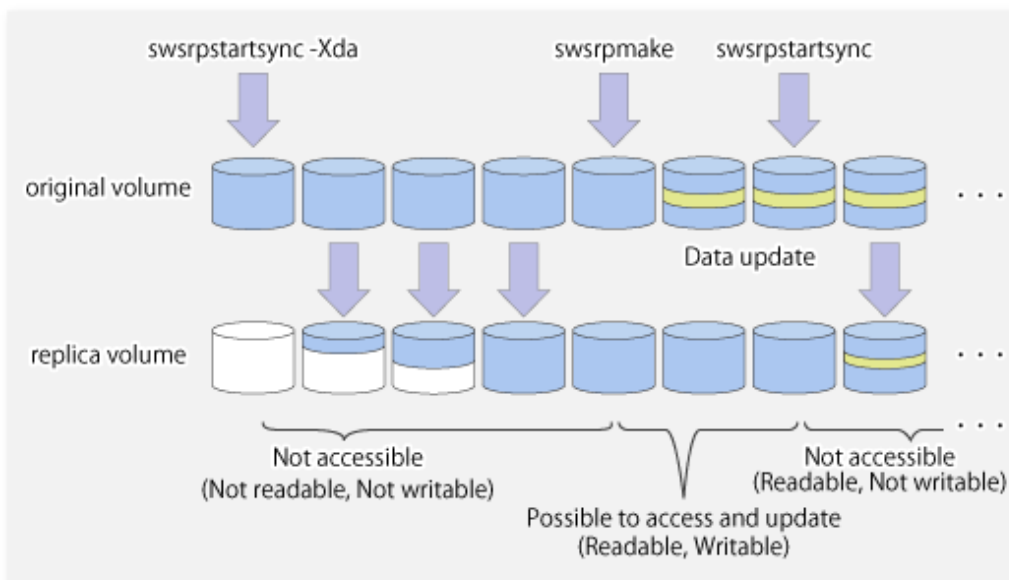 swsrpstartsync -Xda swsrpmake swsrpstartsync
original volume
. . .
Data update
replica volume
. . .
. . .
Not accessible
(Not readable, Not writable)
Not accessible
(Readable, Not writable)
Possible to access and update
(Readable, Writable)